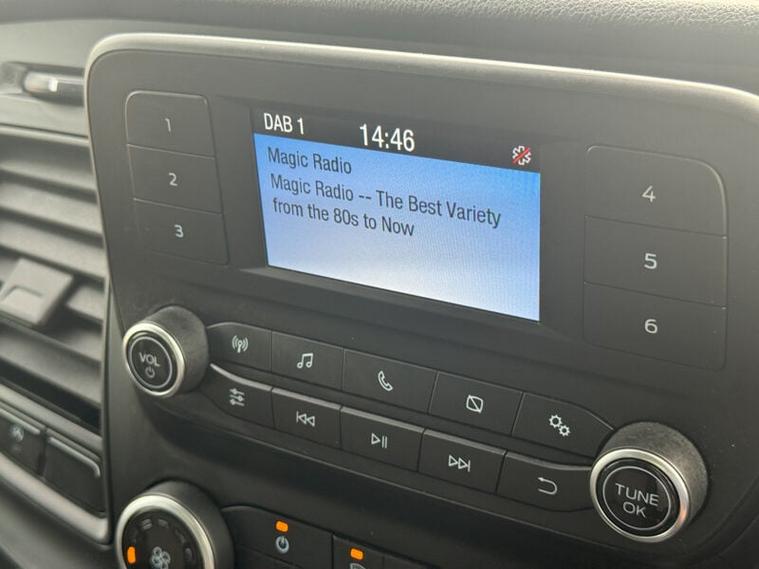 DAB 1 14:46
Magic Radio
Magic Radio -- The Best Variety
from the 80s to Now
1
2
3
4
5
6
VOL
TUNE
OK